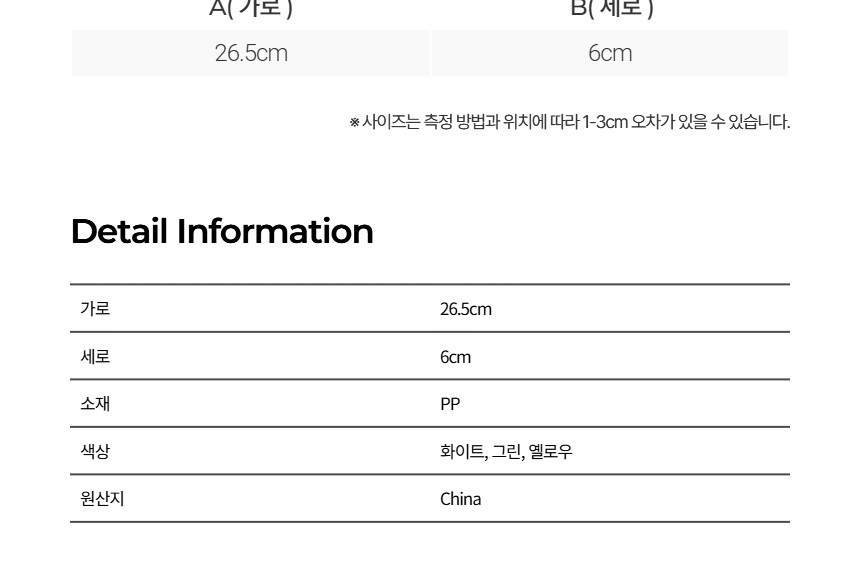 A( 가로 ) B( 세로 )
26.5cm 6cm
※ 사이즈는 측정 방법과 위치에 따라 1-3cm 오차가 있을 수 있습니다.
Detail Information
가로 26.5cm
세로 6cm
소재 PP
색상 화이트, 그린, 옐로우
원산지 China